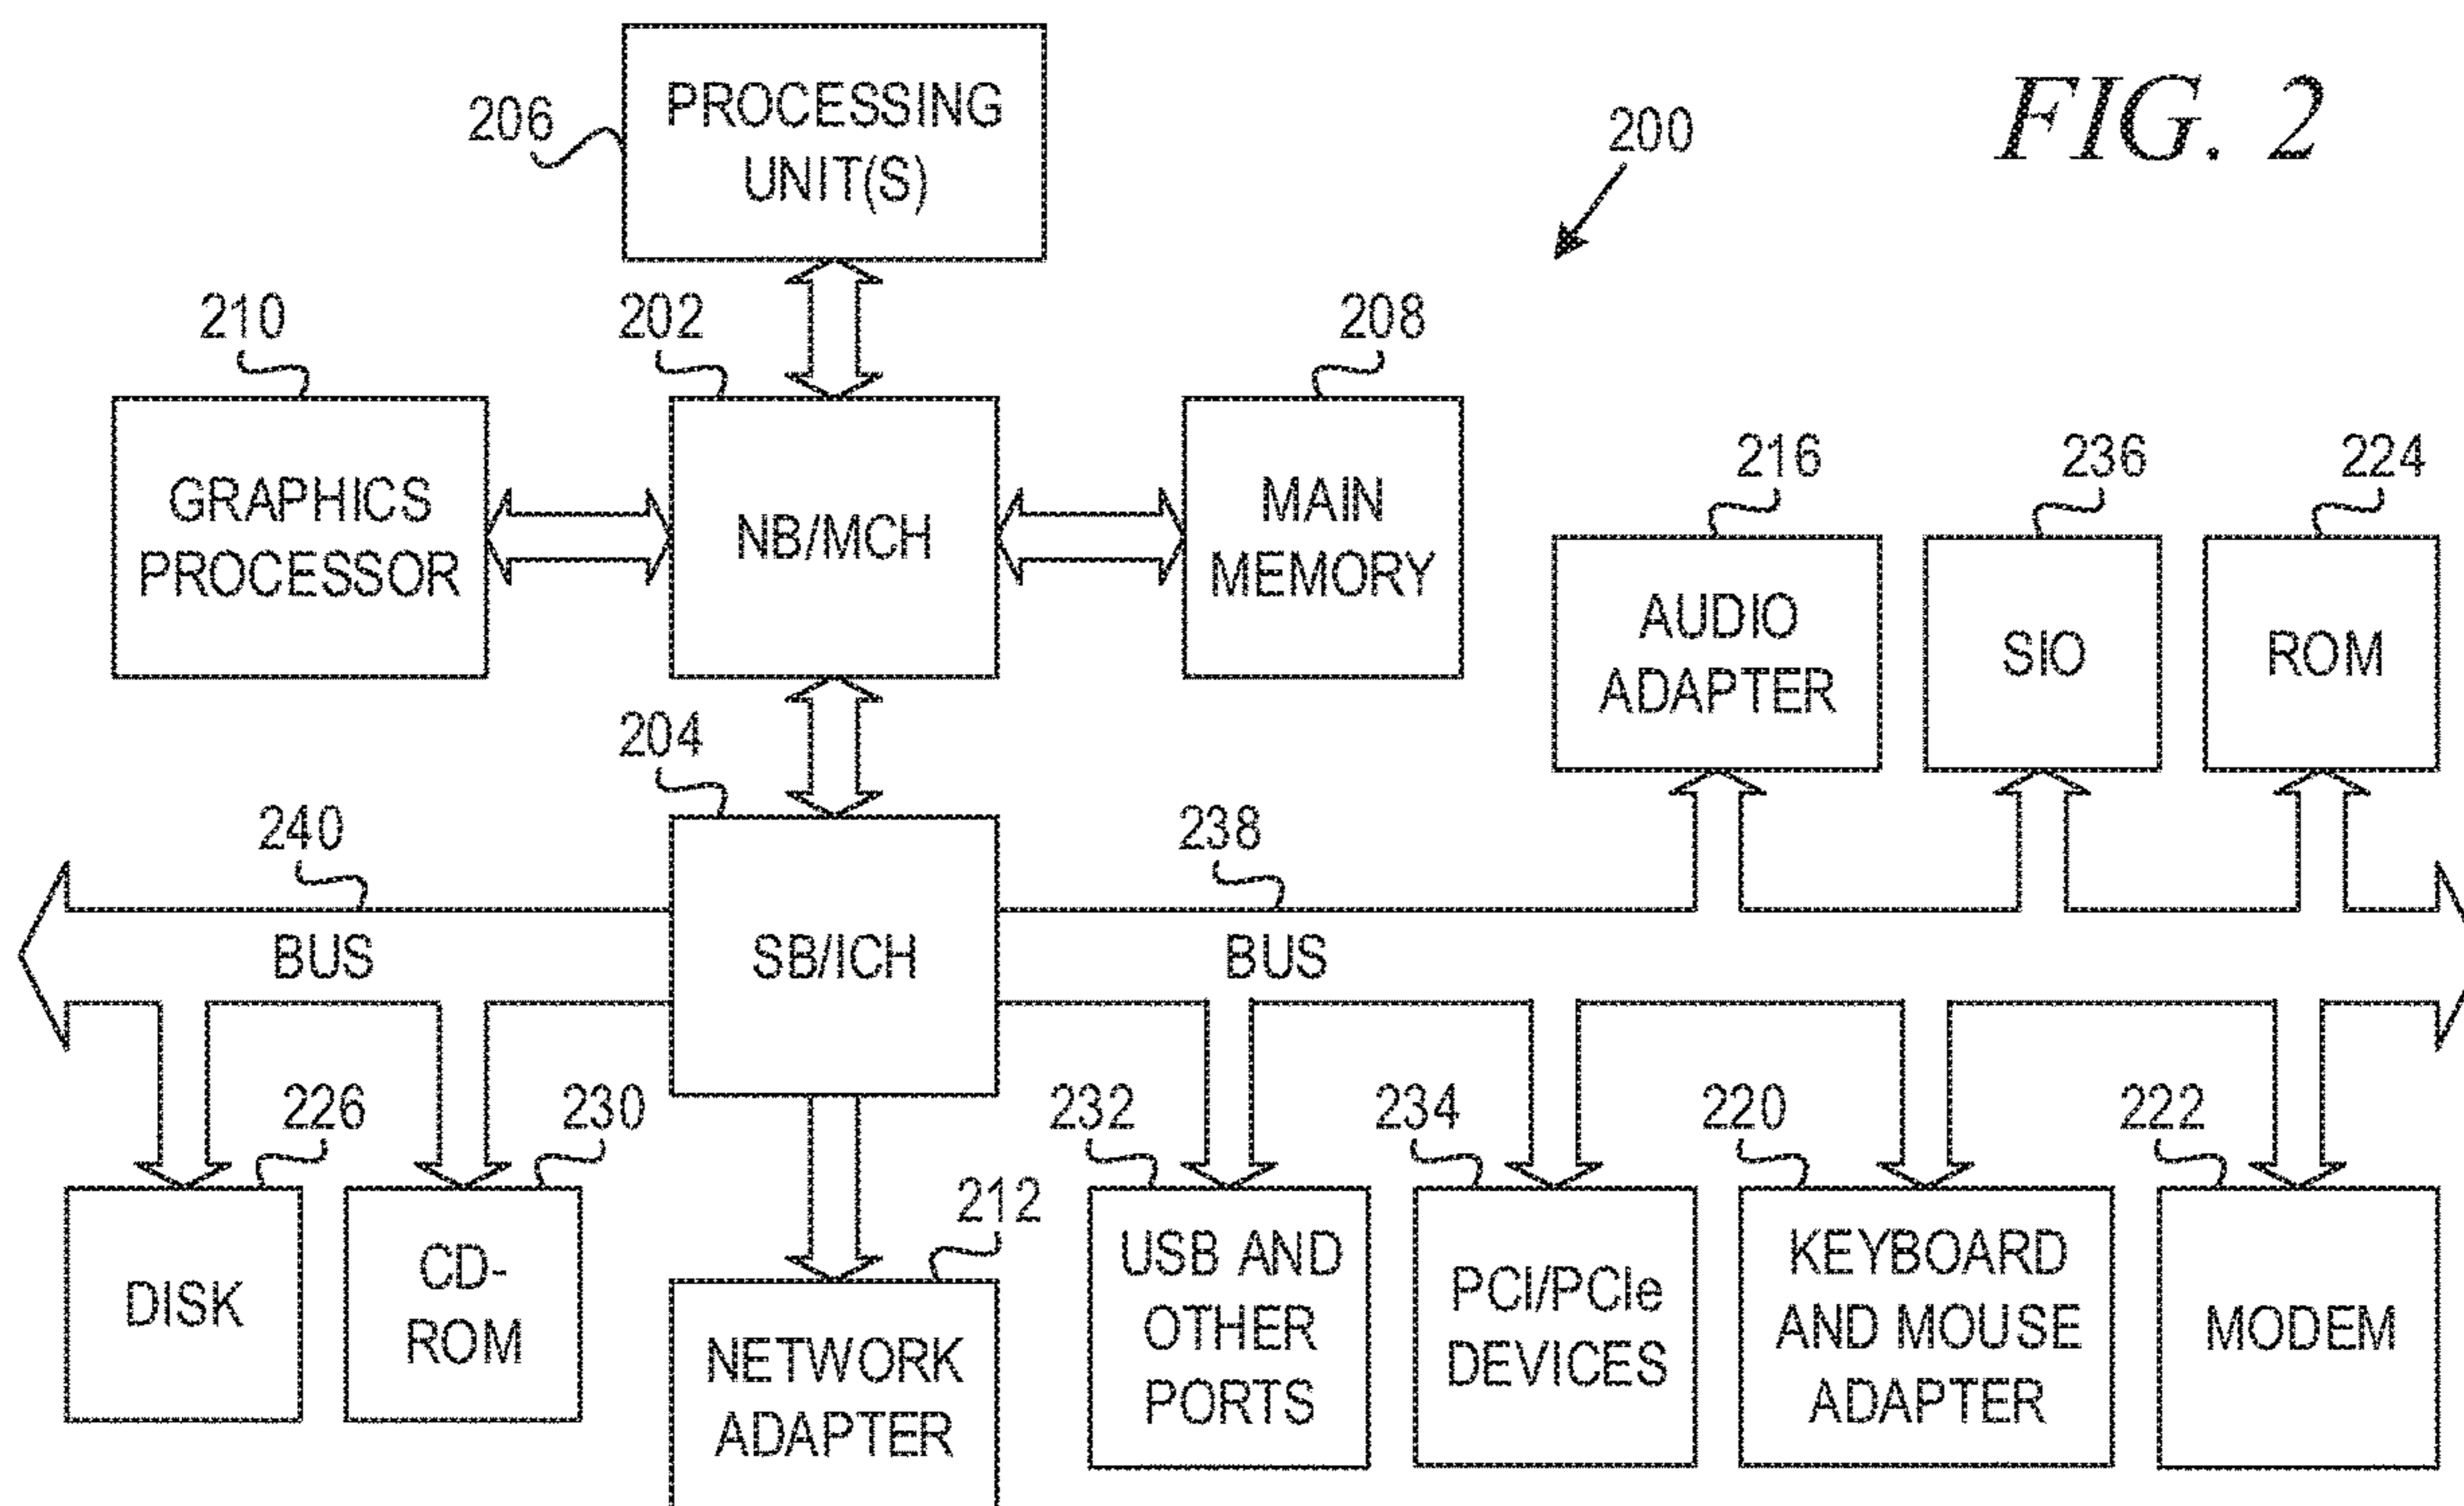 FIG. 2
200
206
PROCESSING
UNIT(S)
210
202
208
GRAPHICS
PROCESSOR
NB/MCH
MAIN
MEMORY
216
236
224
AUDIO
ADAPTER
SIO
ROM
204
240
238
BUS
SB/ICH
BUS
226
230
212
232
234
220
222
DISK
CD-
ROM
NETWORK
ADAPTER
USB AND
OTHER
PORTS
PCI/PCIe
DEVICES
KEYBOARD
AND MOUSE
ADAPTER
MODEM